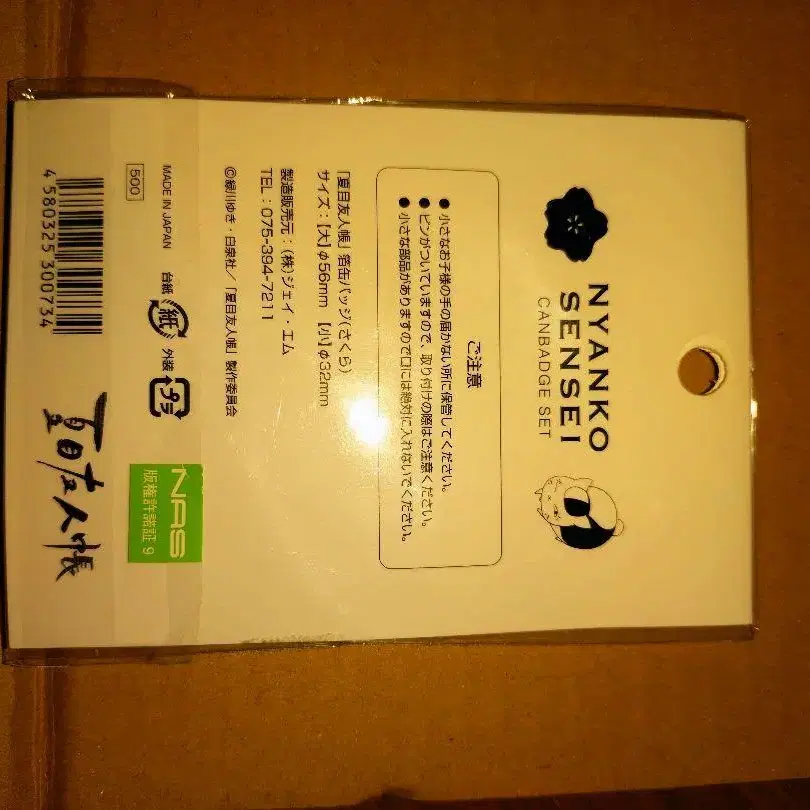 NYANKO
SENSEI
CANBADGE SET
ご注意
●小さなお子様の手の届かない所に保管してください。
●ピンがついていますので、取り付けの際はご注意ください。
●小さな部品がありますので口には絶対に入れないでください。
「夏目友人帳」箔缶バッジ(さくら)
サイズ:【大】φ56mm 【小】φ32mm
製造販売元:(株)ジェイ・エム
TEL:075-394-7211
©緑川ゆき・白泉社/「夏目友人帳」製作委員会
MADE IN JAPAN
台紙
紙
外装
プラ
500
4580325300734
NAS
版権許諾証 9
夏目友人帳